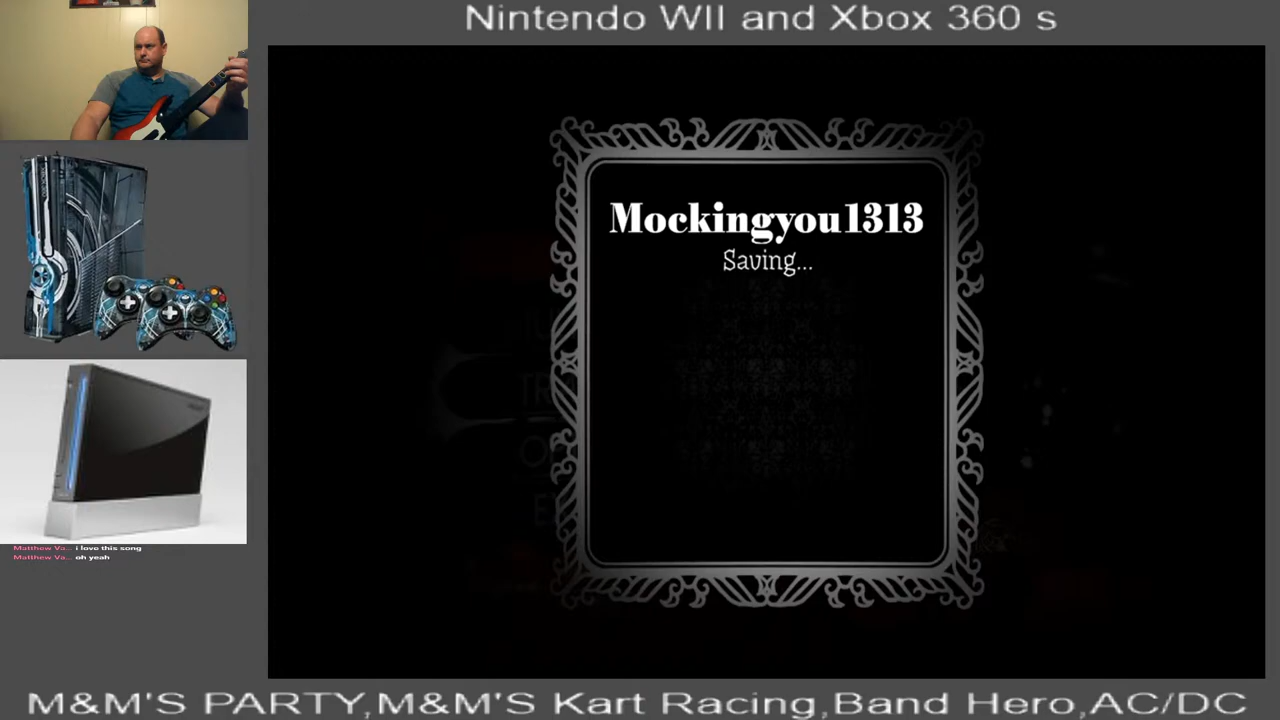 Nintendo WII and Xbox 360 s
Mockingyou1313
Saving...
Matthew Va... i love this song
Matthew Va... oh yeah
M&M'S PARTY,M&M'S Kart Racing,Band Hero,AC/DC